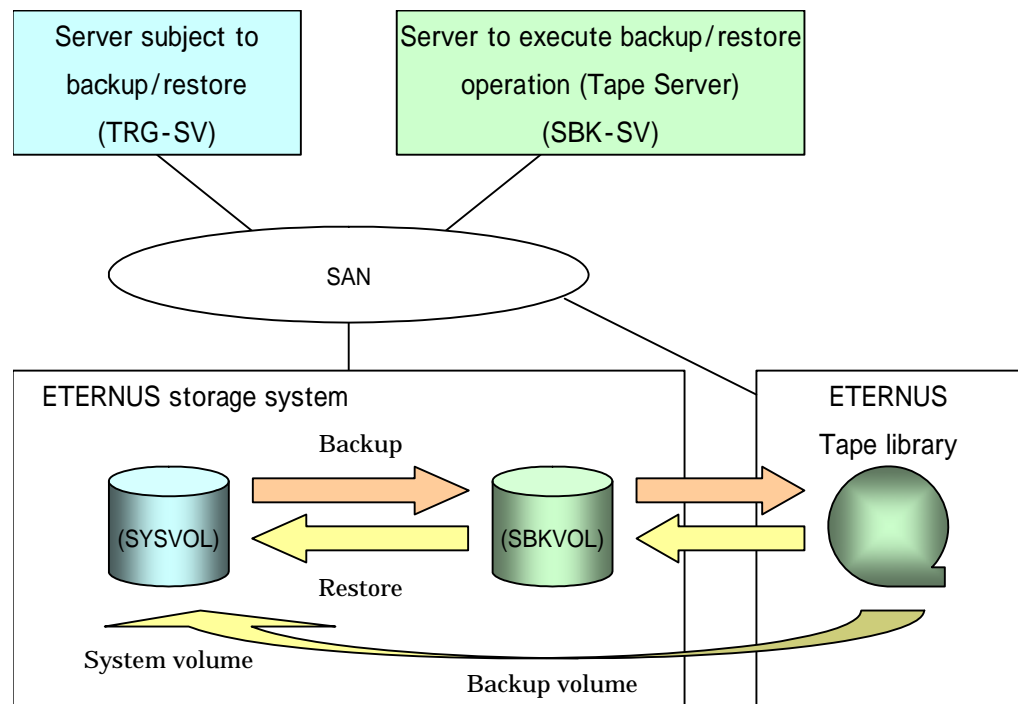 Server subject to
backup/restore
(TRG-SV)
Server to execute backup/restore
operation (Tape Server)
(SBK-SV)
SAN
ETERNUS storage system
ETERNUS
Tape library
Backup
(SYSVOL)
(SBKVOL)
Restore
System volume
Backup volume